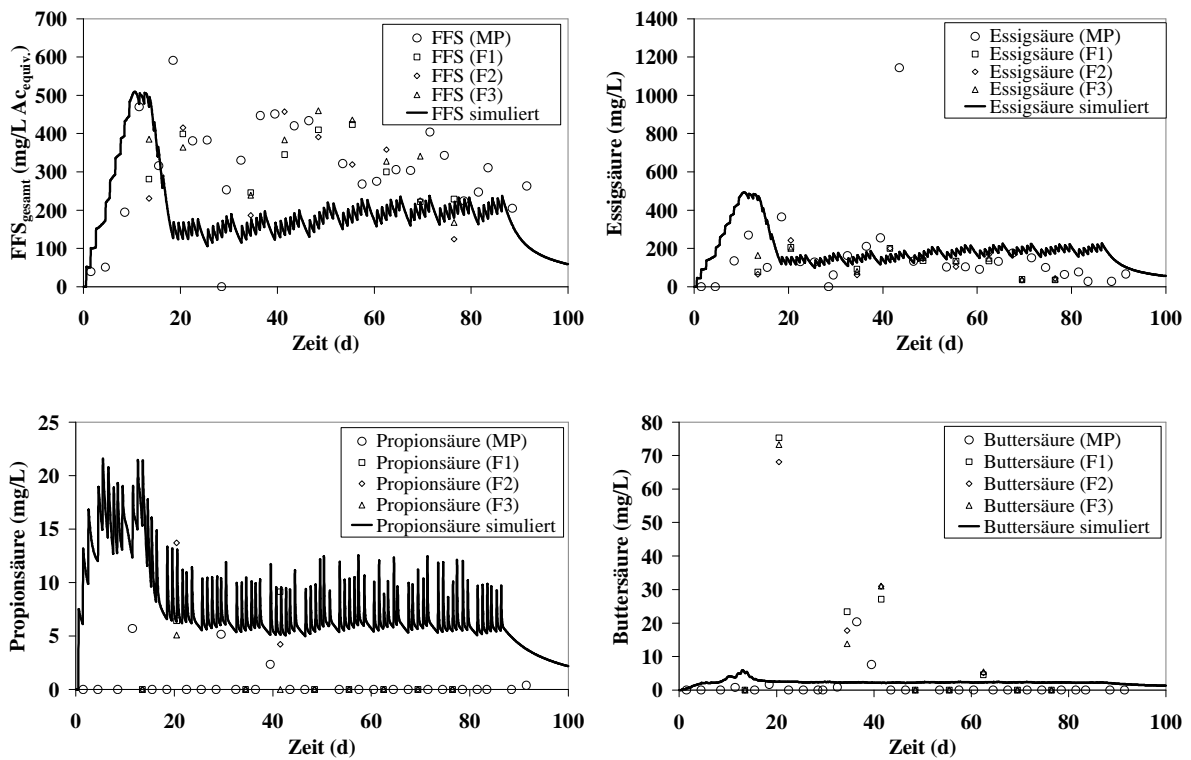 FFS_gesamt (mg/L Ac_equiv.)
700
600
500
400
300
200
100
0
0 20 40 60 80 100
Zeit (d)
FFS (MP)
FFS (F1)
FFS (F2)
FFS (F3)
FFS simuliert
Essigsäure (mg/L)
1400
1200
1000
800
600
400
200
0
0 20 40 60 80 100
Zeit (d)
Essigsäure (MP)
Essigsäure (F1)
Essigsäure (F2)
Essigsäure (F3)
Essigsäure simuliert
Propionsäure (mg/L)
25
20
15
10
5
0
0 20 40 60 80 100
Zeit (d)
Propionsäure (MP)
Propionsäure (F1)
Propionsäure (F2)
Propionsäure (F3)
Propionsäure simuliert
Buttersäure (mg/L)
80
70
60
50
40
30
20
10
0
0 20 40 60 80 100
Zeit (d)
Buttersäure (MP)
Buttersäure (F1)
Buttersäure (F2)
Buttersäure (F3)
Buttersäure simuliert